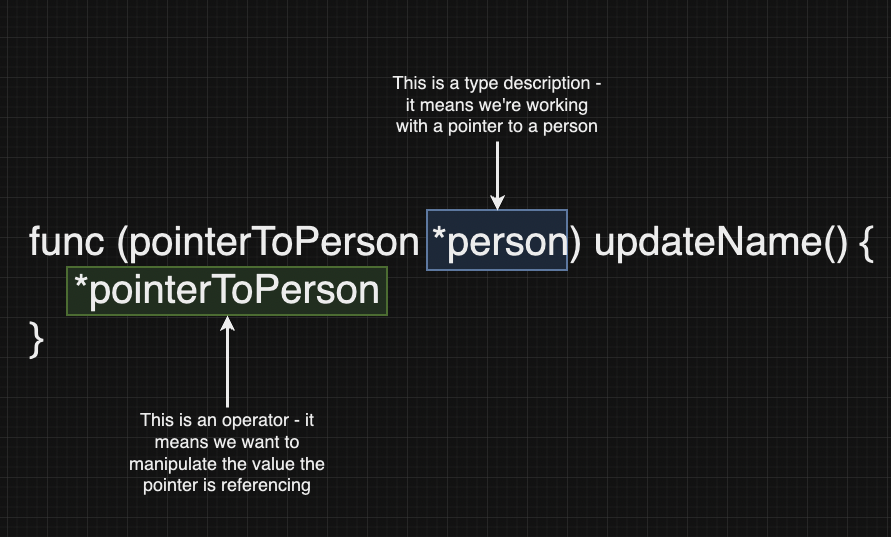 This is a type description -
it means we're working
with a pointer to a person
func (pointerToPerson *person) updateName() {
*pointerToPerson
}
This is an operator - it
means we want to
manipulate the value the
pointer is referencing